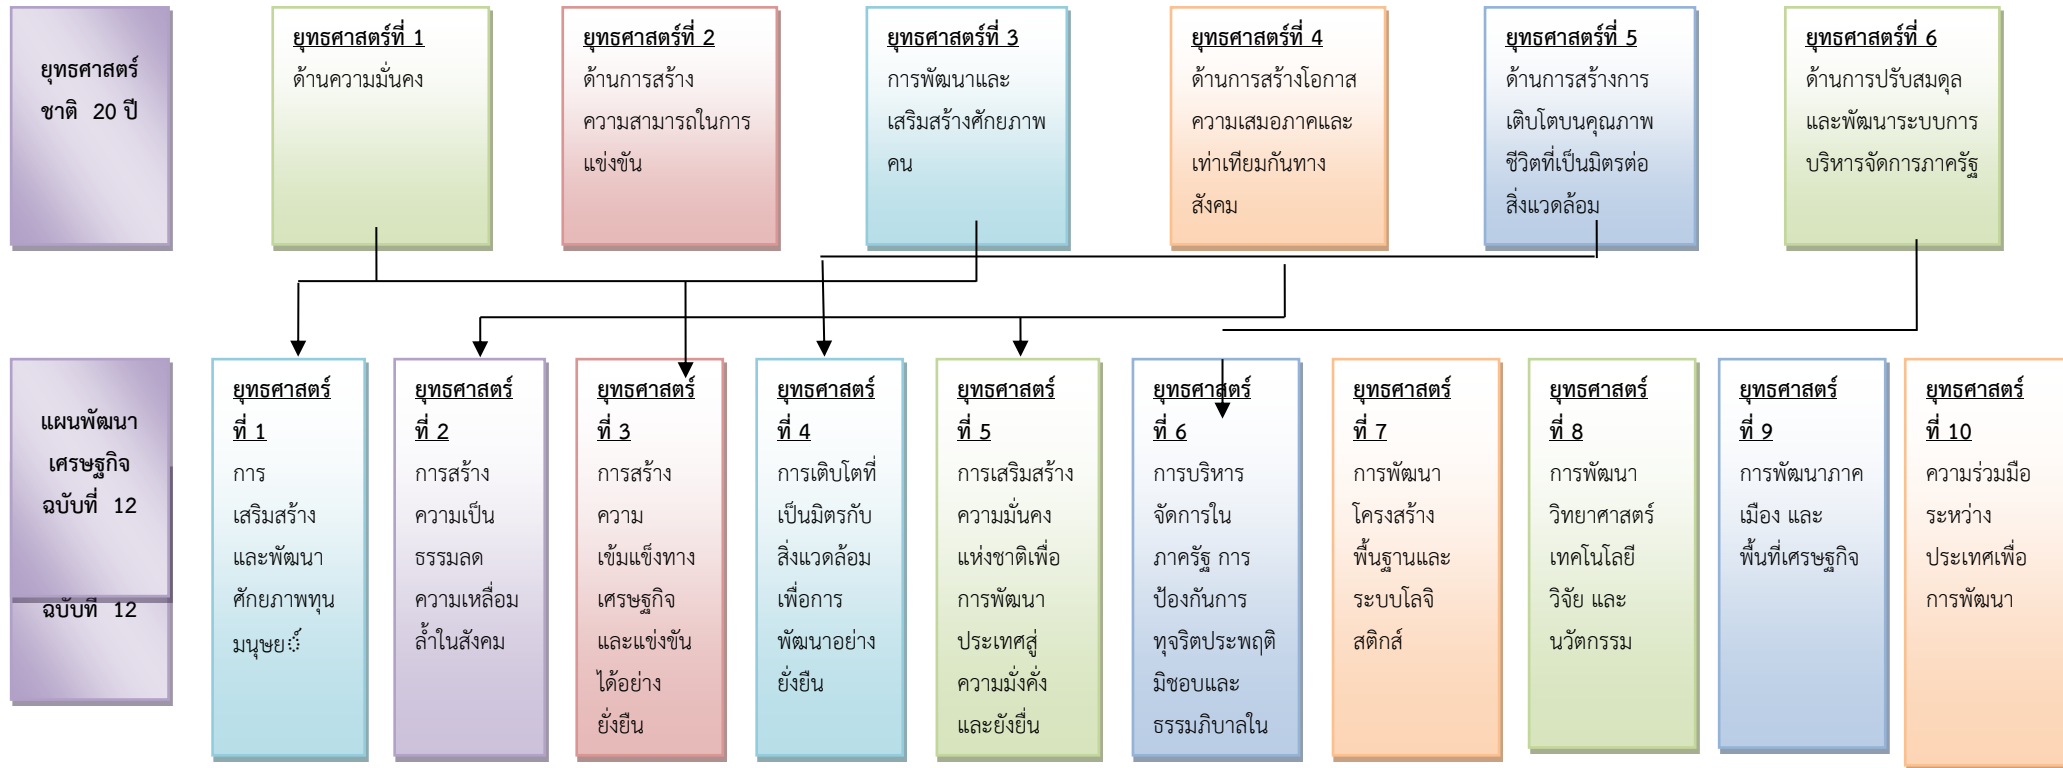 ยุทธศาสตร์
ชาติ 20 ปี
ยุทธศาสตร์ที่ 1
ด้านความมั่นคง
ยุทธศาสตร์ที่ 2
ด้านการสร้าง
ความสามารถในการ
แข่งขัน
ยุทธศาสตร์ที่ 3
การพัฒนาและ
เสริมสร้างศักยภาพ
คน
ยุทธศาสตร์ที่ 4
ด้านการสร้างโอกาส
ความเสมอภาคและ
เท่าเทียมกันทาง
สังคม
ยุทธศาสตร์ที่ 5
ด้านการสร้างการ
เติบโตบนคุณภาพ
ชีวิตที่เป็นมิตรต่อ
สิ่งแวดล้อม
ยุทธศาสตร์ที่ 6
ด้านการปรับสมดุล
และพัฒนาระบบการ
บริหารจัดการภาครัฐ
แผนพัฒนา
เศรษฐกิจ
ฉบับที่ 12
ฉบับที่ 12
ยุทธศาสตร์
ที่ 1
การ
เสริมสร้าง
และพัฒนา
ศักยภาพทุน
มนุษย์
ยุทธศาสตร์
ที่ 2
การสร้าง
ความเป็น
ธรรมลด
ความเหลื่อม
ล้ำในสังคม
ยุทธศาสตร์
ที่ 3
การสร้าง
ความ
เข้มแข็งทาง
เศรษฐกิจ
และแข่งขัน
ได้อย่าง
ยั่งยืน
ยุทธศาสตร์
ที่ 4
การเติบโตที่
เป็นมิตรกับ
สิ่งแวดล้อม
เพื่อการ
พัฒนาอย่าง
ยั่งยืน
ยุทธศาสตร์
ที่ 5
การเสริมสร้าง
ความมั่นคง
แห่งชาติเพื่อ
การพัฒนา
ประเทศสู่
ความมั่งคั่ง
และยังยื่น
ยุทธศาสตร์
ที่ 6
การบริหาร
จัดการใน
ภาครัฐ การ
ป้องกันการ
ทุจริตประพฤติ
มิชอบและ
ธรรมภิบาลใน
ยุทธศาสตร์
ที่ 7
การพัฒนา
โครงสร้าง
พื้นฐานและ
ระบบโลจิ
สติกส์
ยุทธศาสตร์
ที่ 8
การพัฒนา
วิทยาศาสตร์
เทคโนโลยี
วิจัย และ
นวัตกรรม
ยุทธศาสตร์
ที่ 9
การพัฒนาภาค
เมือง และ
พื้นที่เศรษฐกิจ
ยุทธศาสตร์
ที่ 10
ความร่วมมือ
ระหว่าง
ประเทศเพื่อ
การพัฒนา